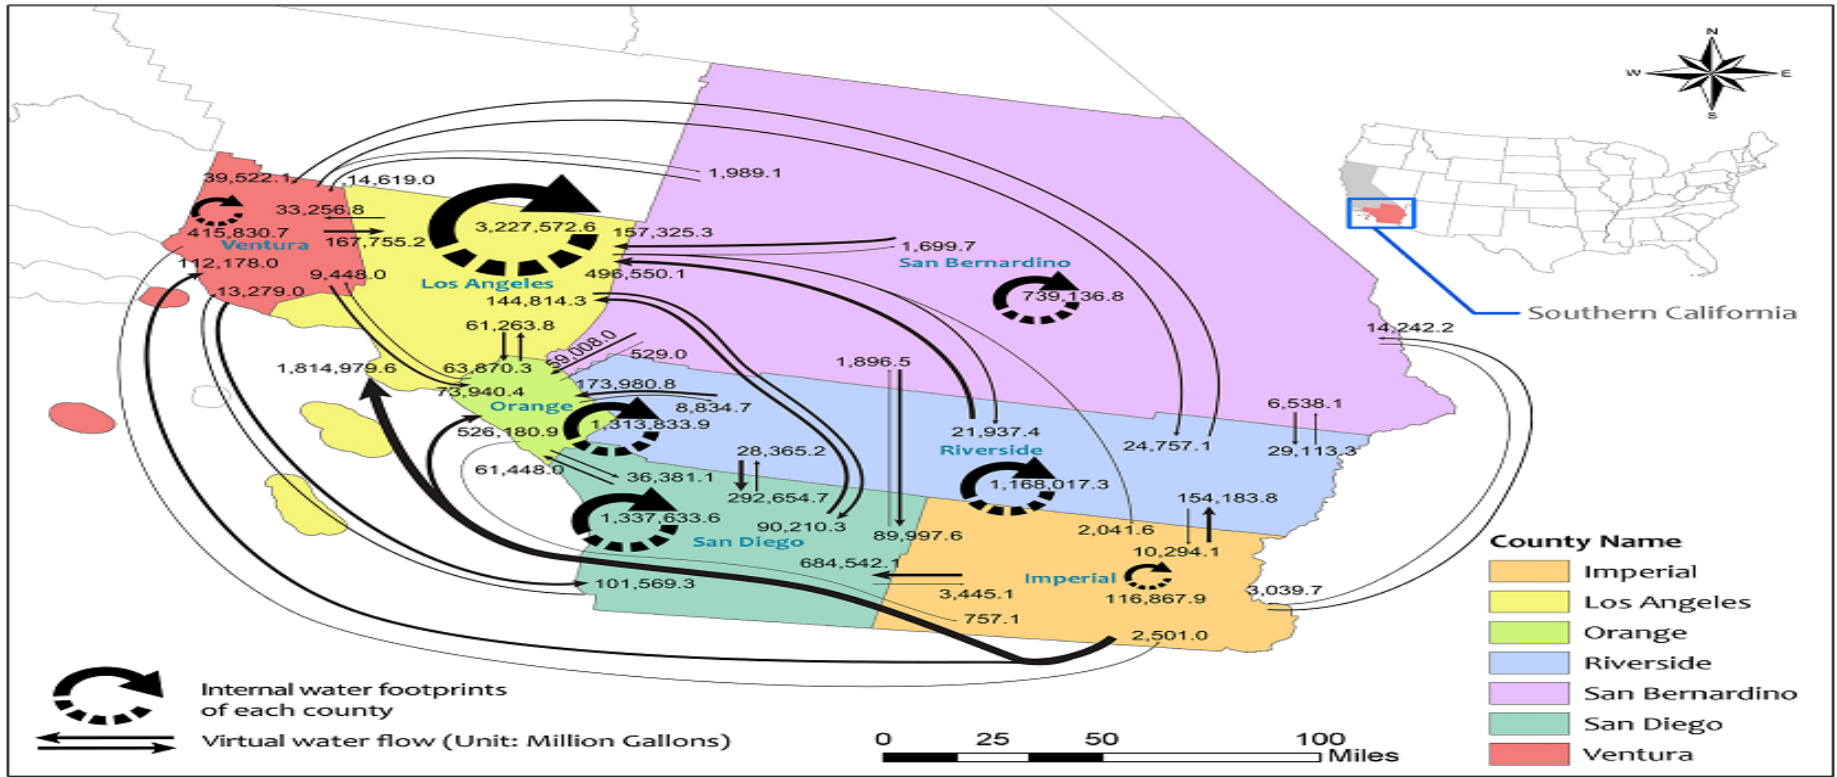 N
W E
S
39,522.1
14,619.0
1,989.1
33,256.8
415,830.7
Ventura
167,755.2
3,227,572.6
157,325.3
1,699.7
San Bernardino
112,178.0
9,448.0
Los Angeles
496,550.1
13,279.0
144,814.3
739,136.8
Southern California
61,263.8
59,008.0
14,242.2
1,814,979.6
63,870.3
529.0
1,896.5
73,940.4
173,980.8
Orange
8,834.7
6,538.1
526,180.9
1,313,833.9
21,937.4
24,757.1
29,113.3
Riverside
28,365.2
61,448.0
36,381.1
1,168,017.3
292,654.7
154,183.8
1,337,633.6
90,210.3
San Diego
89,997.6
2,041.6
10,294.1
684,542.1
Imperial
101,569.3
3,445.1
116,867.9
3,039.7
757.1
2,501.0
County Name
Imperial
Los Angeles
Orange
Riverside
San Bernardino
San Diego
Ventura
Internal water footprints
of each county
Virtual water flow (Unit: Million Gallons)
0 25 50 100
Miles